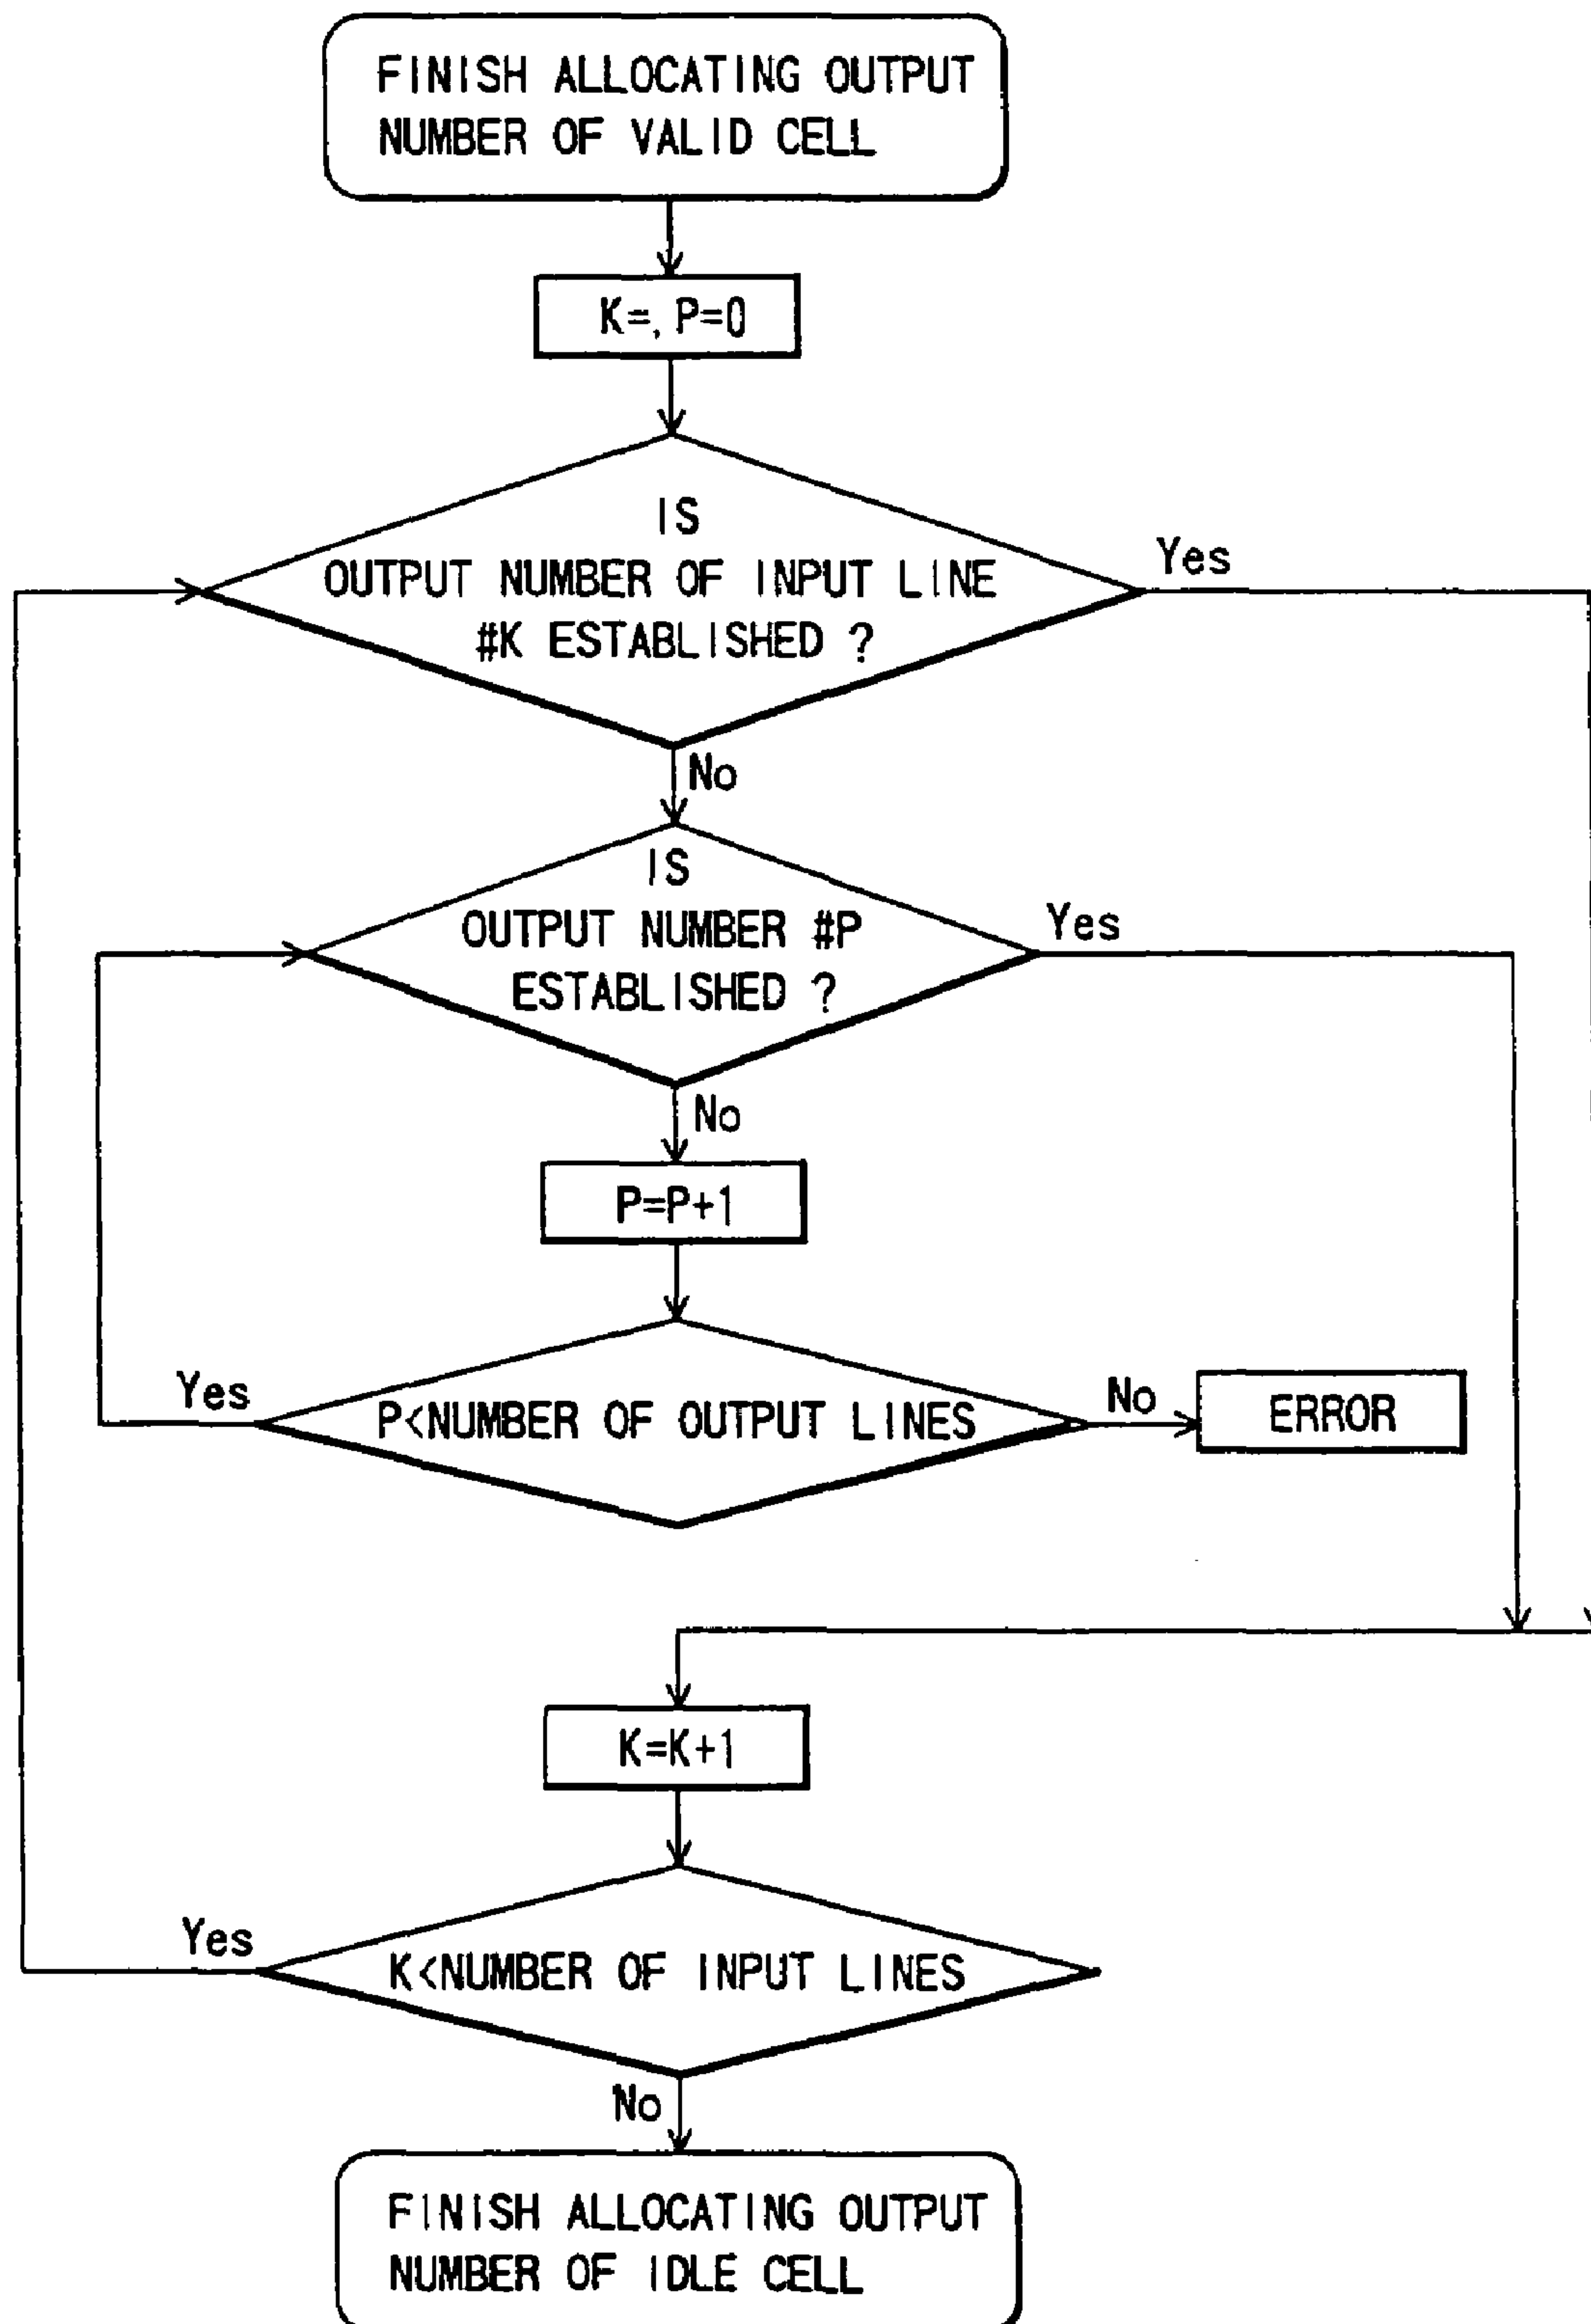 FINISH ALLOCATING OUTPUT
NUMBER OF VALID CELL
K=, P=0
IS
OUTPUT NUMBER OF INPUT LINE
#K ESTABLISHED ?
Yes
No
IS
OUTPUT NUMBER #P
ESTABLISHED ?
Yes
No
P=P+1
P<NUMBER OF OUTPUT LINES
Yes
No
ERROR
K=K+1
K<NUMBER OF INPUT LINES
Yes
No
FINISH ALLOCATING OUTPUT
NUMBER OF IDLE CELL